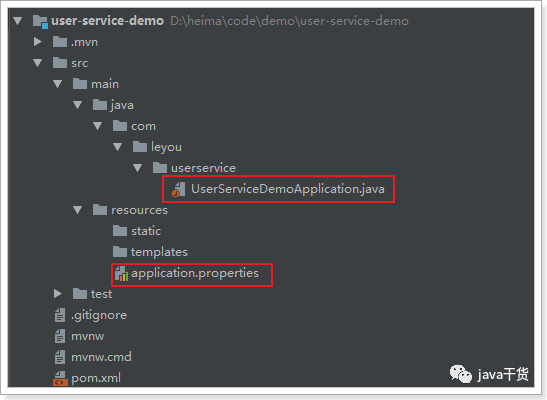 user-service-demo D:\heima\code\demo\user-service-demo
.mvn
src
main
java
com
leyou
userservice
UserServiceDemoApplication.java
resources
static
templates
application.properties
test
.gitignore
mvnw
mvnw.cmd
pom.xml
java干货